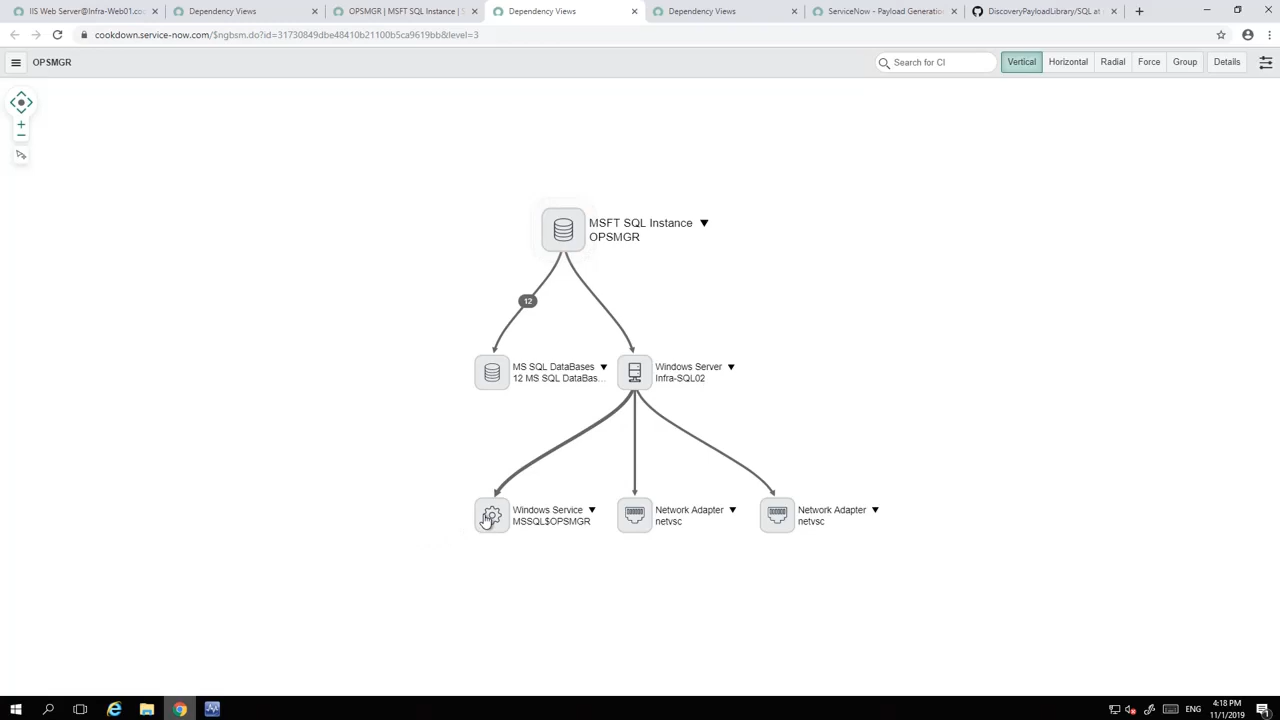 IIS Web Server@Infra-Web01.co
Dependency Views
OPSMGR | MSFT SQL Instance | S
Dependency Views
Dependency Views
ServiceNow - Payload Generatio
DiscoveryPayloadLibrary/SQL at
cookdown.service-now.com/$ngbsm.do?id=31730849dbe48410b21100b5ca9619bb&level=3
OPSMGR
Search for CI
Vertical
Horizontal
Radial
Force
Group
Details
12
MSFT SQL Instance
OPSMGR
MS SQL DataBases
12 MS SQL DataBas...
Windows Server
Infra-SQL02
Windows Service
MSSQL$OPSMGR
Network Adapter
netvsc
Network Adapter
netvsc
ENG
4:18 PM
11/1/2019